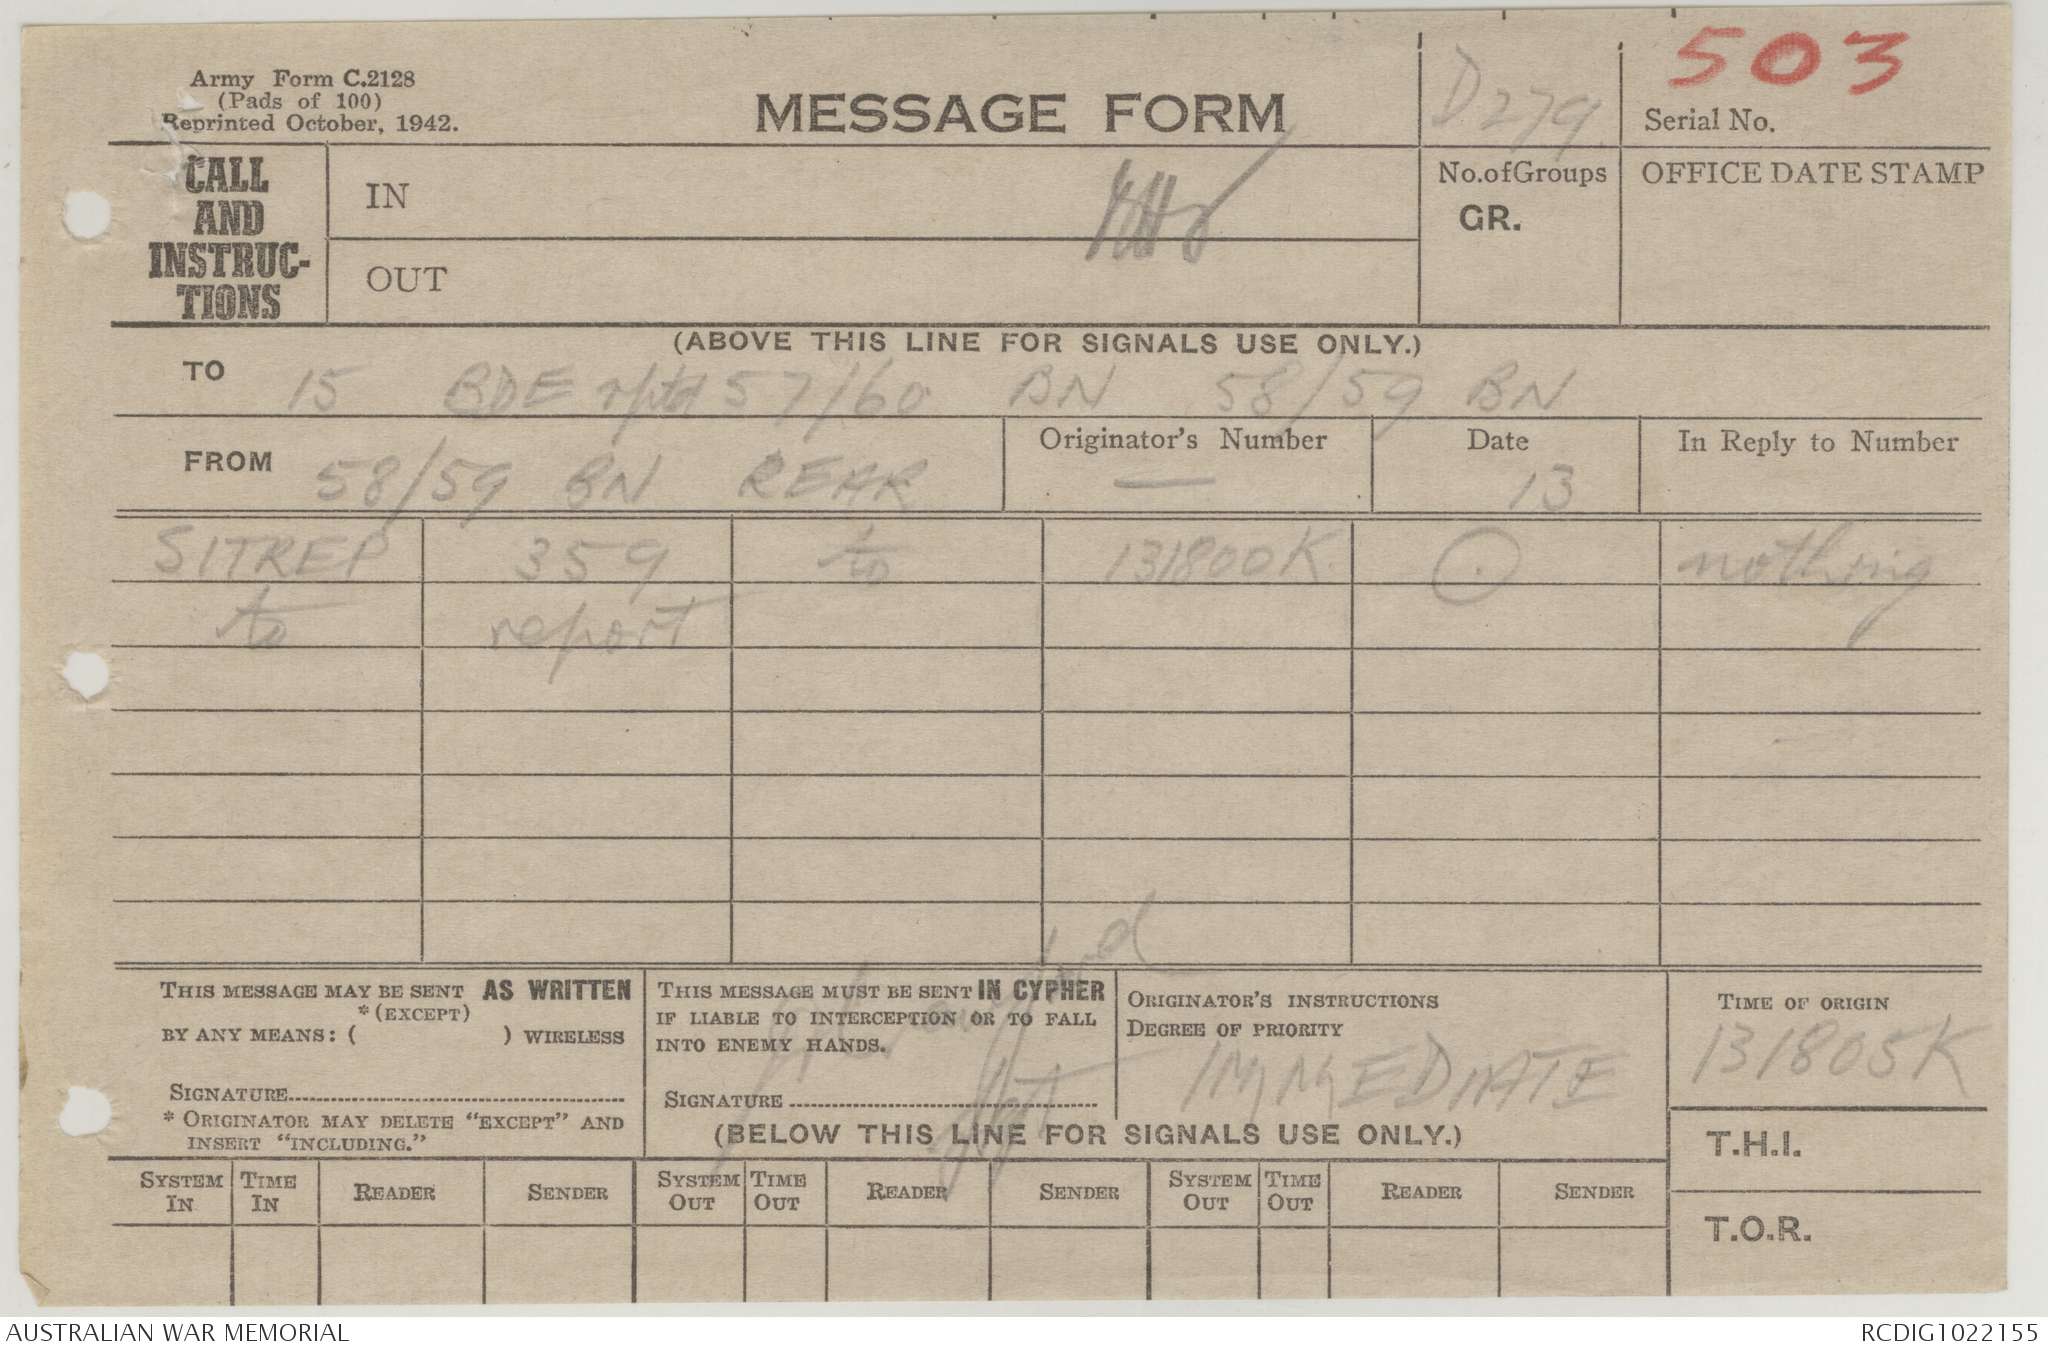 Army Form C.2128
(Pads of 100)
Reprinted October, 1942.
MESSAGE FORM
D279
503
Serial No.
CALL AND INSTRUC-TIONS
IN
OUT
No. of Groups
GR.
OFFICE DATE STAMP
(ABOVE THIS LINE FOR SIGNALS USE ONLY.)
TO 15 BDE rptd 57/60 BN 58/59 BN
FROM 58/59 BN REAR
Originator's Number
—
Date
13
In Reply to Number
SITREP 359 to 131800K ⊙ nothing
to report
THIS MESSAGE MAY BE SENT AS WRITTEN
*(EXCEPT)
BY ANY MEANS: ( ) WIRELESS
SIGNATURE
* ORIGINATOR MAY DELETE "EXCEPT" AND
INSERT "INCLUDING."
THIS MESSAGE MUST BE SENT IN CYPHER
IF LIABLE TO INTERCEPTION OR TO FALL
INTO ENEMY HANDS.
SIGNATURE
ORIGINATOR'S INSTRUCTIONS
DEGREE OF PRIORITY
IMMEDIATE
TIME OF ORIGIN
131805K
(BELOW THIS LINE FOR SIGNALS USE ONLY.)
T.H.I.
T.O.R.
SYSTEM IN TIME IN READER SENDER SYSTEM OUT TIME OUT READER SENDER SYSTEM OUT TIME OUT READER SENDER
AUSTRALIAN WAR MEMORIAL
RCDIG1022155